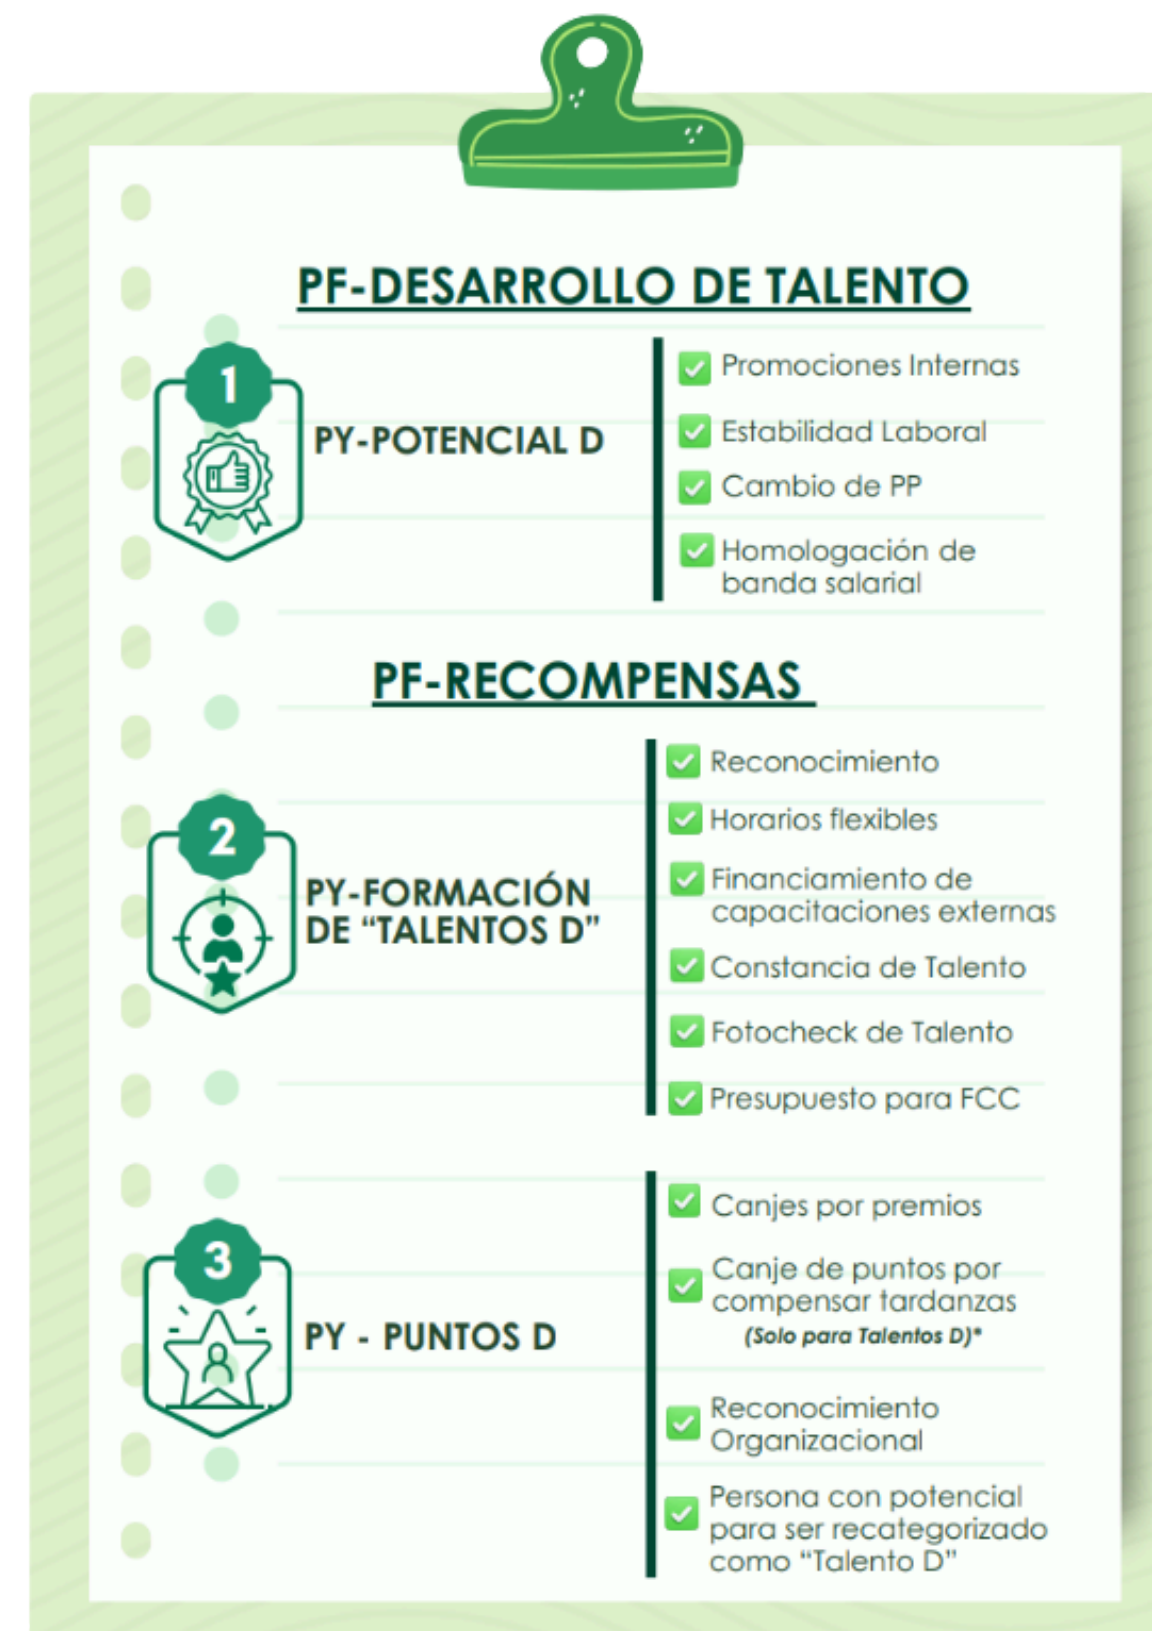 PF-DESARROLLO DE TALENTO
1
PY-POTENCIAL D
Promociones Internas
Estabilidad Laboral
Cambio de PP
Homologación de
banda salarial
PF-RECOMPENSAS
2
PY-FORMACIÓN
DE “TALENTOS D”
Reconocimiento
Horarios flexibles
Financiamiento de
capacitaciones externas
Constancia de Talento
Fotocheck de Talento
Presupuesto para FCC
3
PY - PUNTOS D
Canjes por premios
Canje de puntos por
compensar tardanzas
(Solo para Talentos D)*
Reconocimiento
Organizacional
Persona con potencial
para ser recategorizado
como “Talento D”